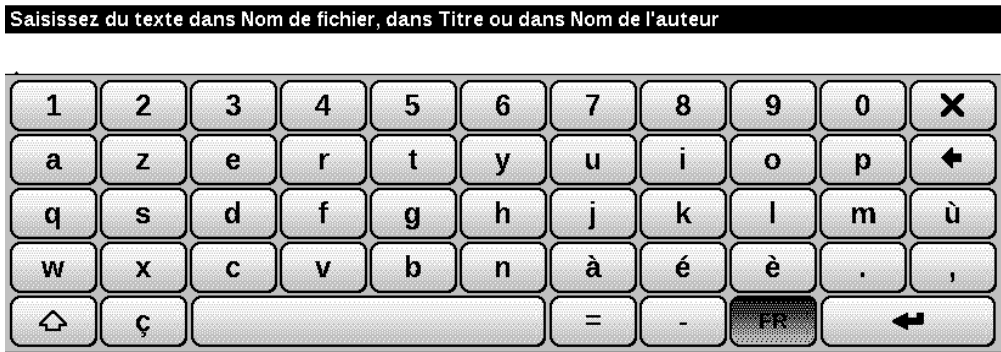 Saisissez du texte dans Nom de fichier, dans Titre ou dans Nom de l'auteur
1 2 3 4 5 6 7 8 9 0
a z e r t y u i o p
q s d f g h j k l m ù
w x c v b n à é è . ,
ç = - FR